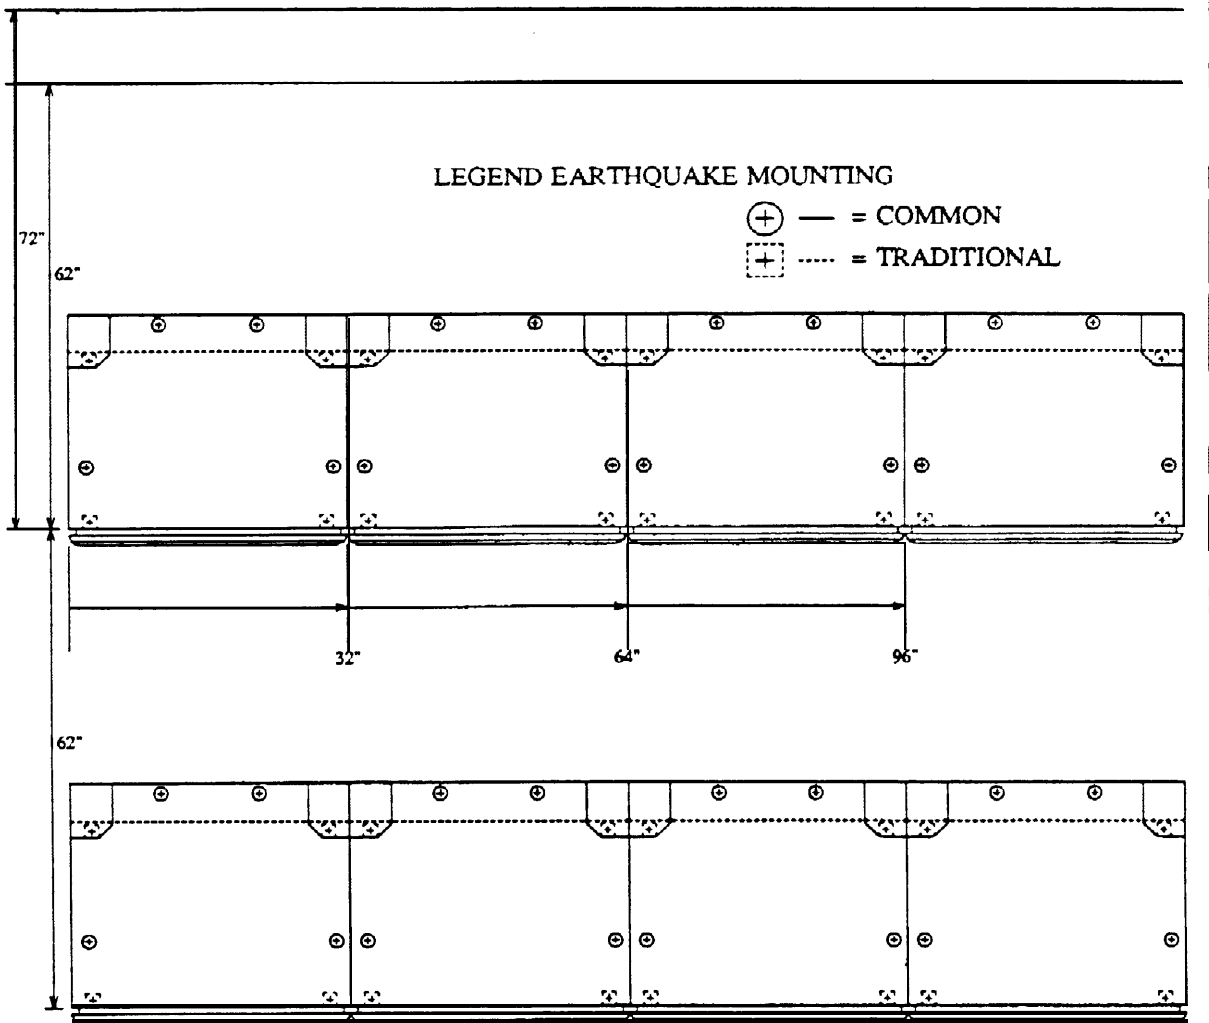 LEGEND EARTHQUAKE MOUNTING
= COMMON
= TRADITIONAL
72"
62"
32"
64"
96"
62"